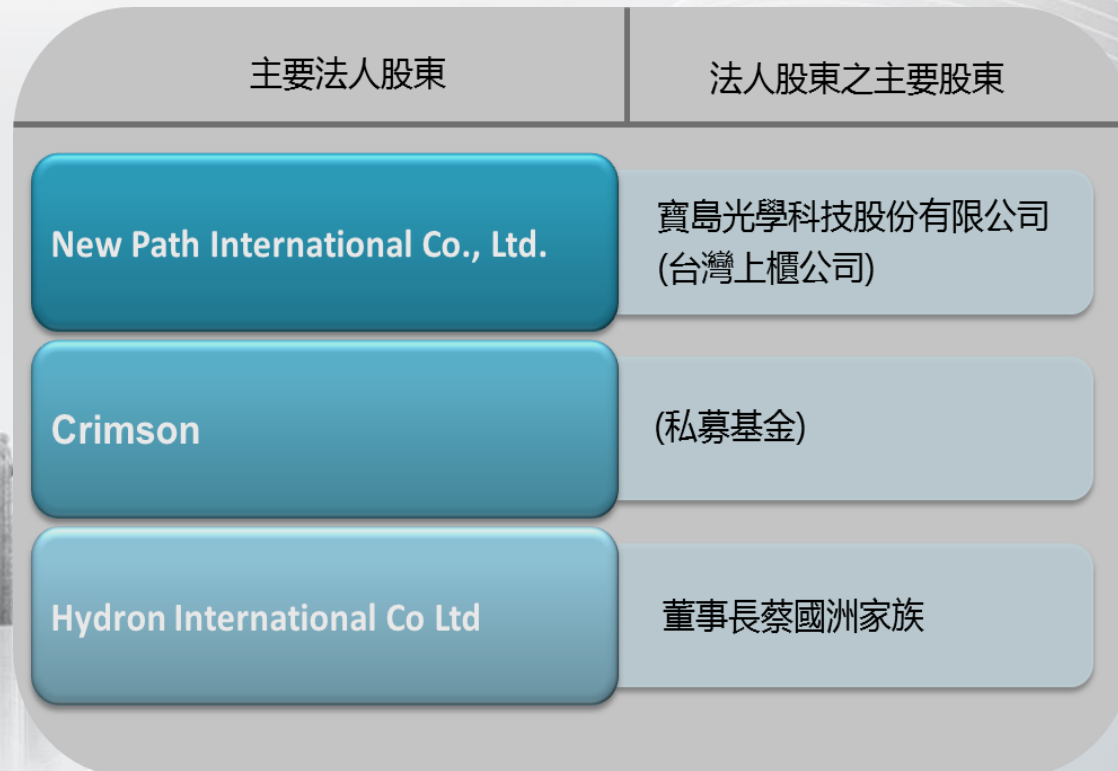 主要法人股東
法人股東之主要股東
New Path International Co., Ltd.
寶島光學科技股份有限公司
(台灣上櫃公司)
Crimson
(私募基金)
Hydron International Co Ltd
董事長蔡國洲家族